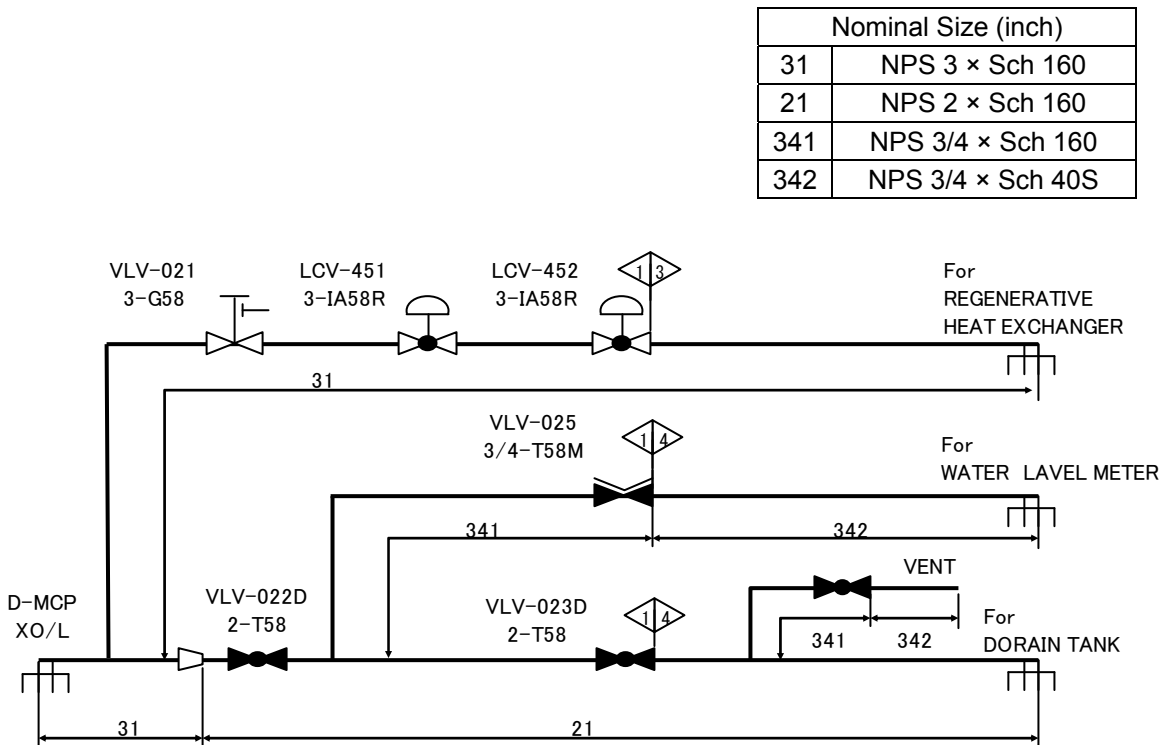 Nominal Size (inch)
31 NPS 3 × Sch 160
21 NPS 2 × Sch 160
341 NPS 3/4 × Sch 160
342 NPS 3/4 × Sch 40S
VLV-021
3-G58
LCV-451
3-IA58R
LCV-452
3-IA58R
1 3
For
REGENERATIVE
HEAT EXCHANGER
31
VLV-025
3/4-T58M
1 4
For
WATER LAVEL METER
341
342
VENT
D-MCP
XO/L
VLV-022D
2-T58
VLV-023D
2-T58
1 4
341
342
For
DORAIN TANK
31
21